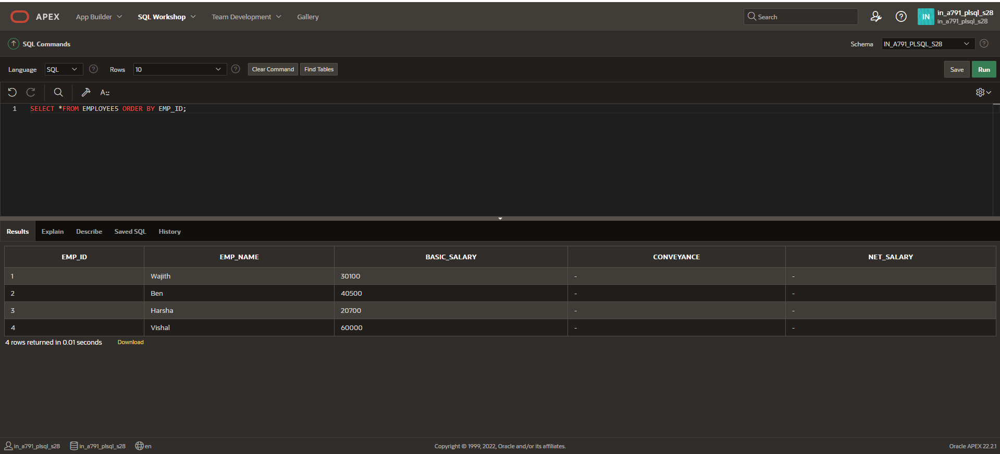 APEX App Builder SQL Workshop Team Development Gallery Search IN in_a791_plsql_s28
in_a791_plsql_s28
SQL Commands Schema IN_A791_PLSQL_S28
Language SQL Rows 10 Clear Command Find Tables Save Run
A::
1 SELECT *FROM EMPLOYEE5 ORDER BY EMP_ID;
Results Explain Describe Saved SQL History
EMP_ID EMP_NAME BASIC_SALARY CONVEYANCE NET_SALARY
1 Wajith 30100 - -
2 Ben 40500 - -
3 Harsha 20700 - -
4 Vishal 60000 - -
4 rows returned in 0.01 seconds Download
in_a791_plsql_s28 in_a791_plsql_s28 en Copyright © 1999, 2022, Oracle and/or its affiliates. Oracle APEX 22.2.1